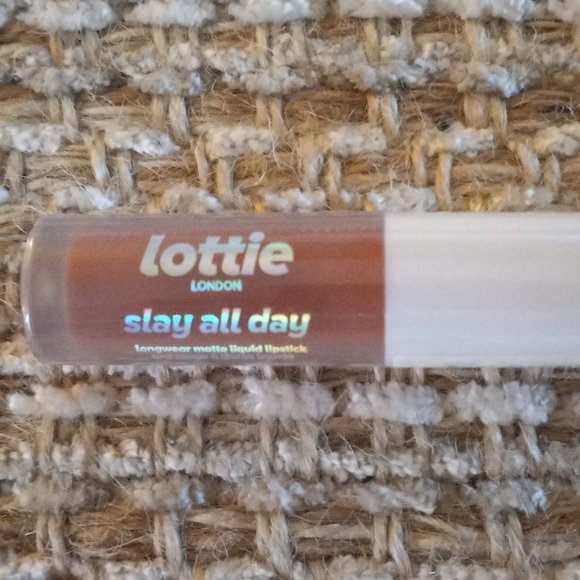 lottie
LONDON
slay all day
longwear matte liquid lipstick